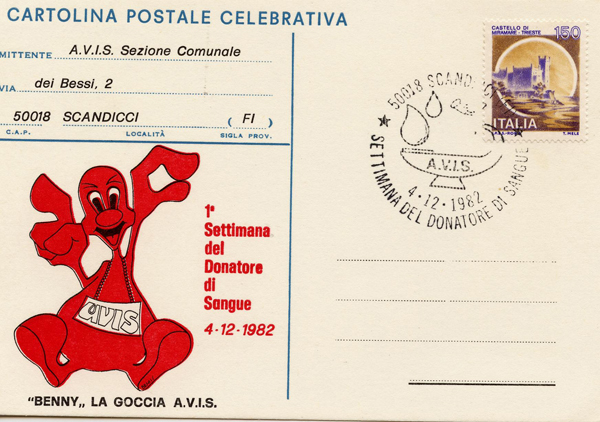 CARTOLINA POSTALE CELEBRATIVA
MITTENTE A.V.I.S. Sezione Comunale
VIA dei Bessi, 2
50018 SCANDICCI ( FI )
C.A.P. LOCALITÀ SIGLA PROV.
1ª
Settimana
del
Donatore
di
Sangue
4-12-1982
AVIS
"BENNY„ LA GOCCIA A.V.I.S.
CASTELLO DI
MIRAMARE - TRIESTE
150
ITALIA
50018 SCANDICCI
A.V.I.S.
4·12·1982
★ SETTIMANA DEL DONATORE DI SANGUE ★